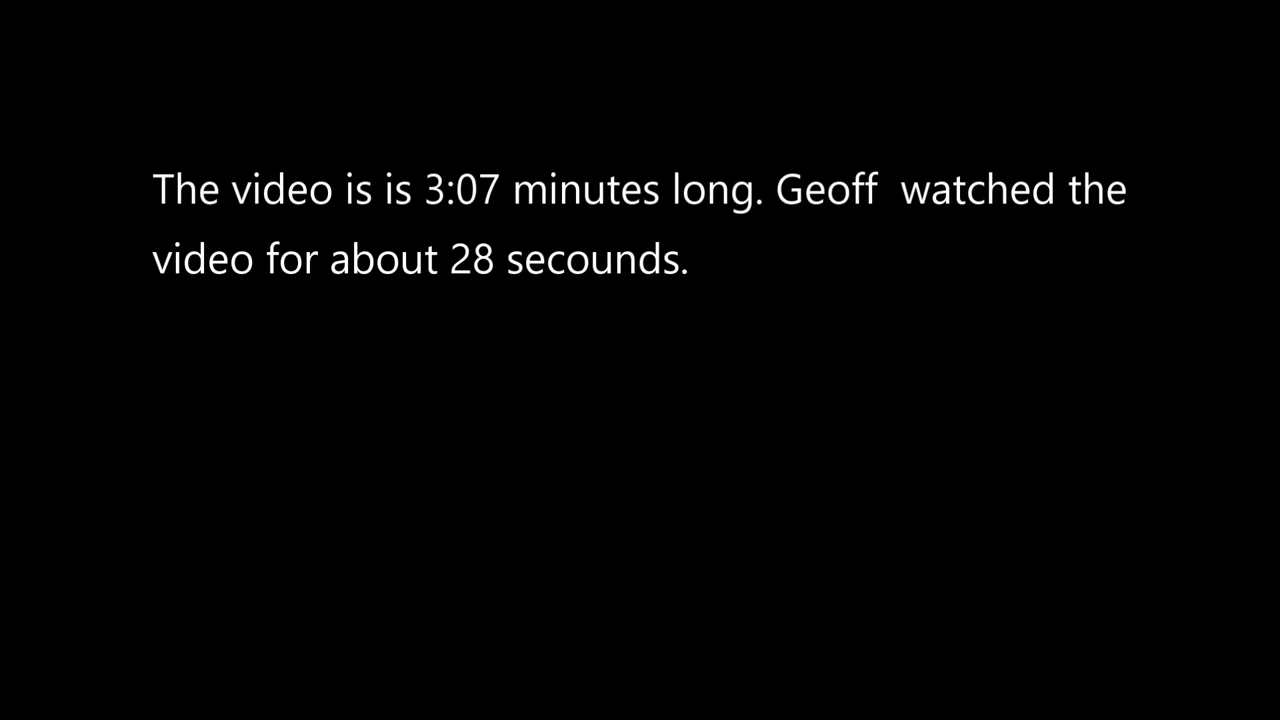 The video is is 3:07 minutes long. Geoff  watched the
video for about 28 secounds.